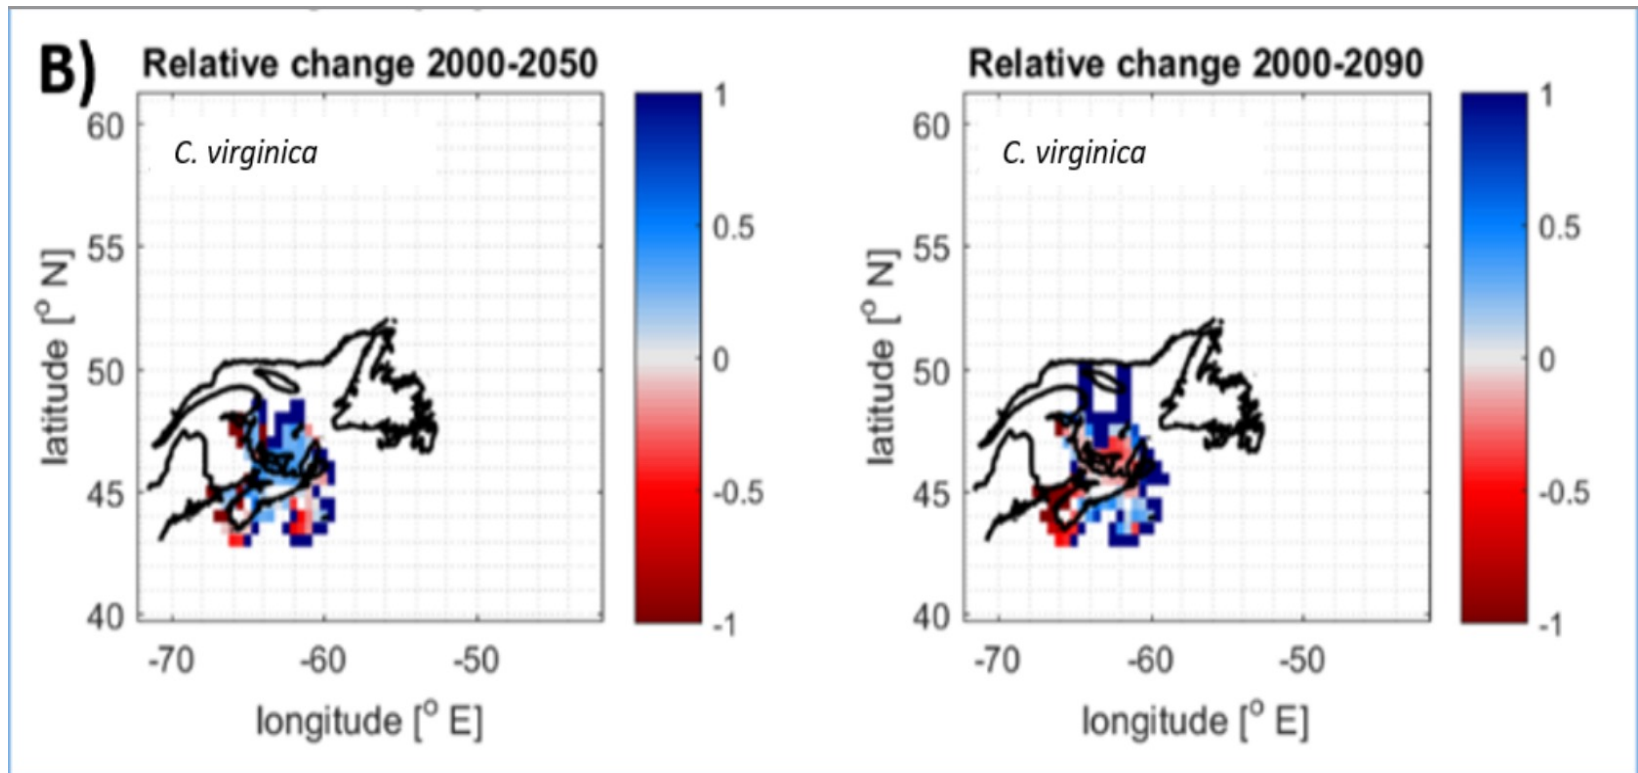 B) Relative change 2000-2050
C. virginica
60
55
50
45
40
-70 -60 -50
longitude [° E]
latitude [° N]
1
0.5
0
-0.5
-1
Relative change 2000-2090
C. virginica
60
55
50
45
40
-70 -60 -50
longitude [° E]
latitude [° N]
1
0.5
0
-0.5
-1